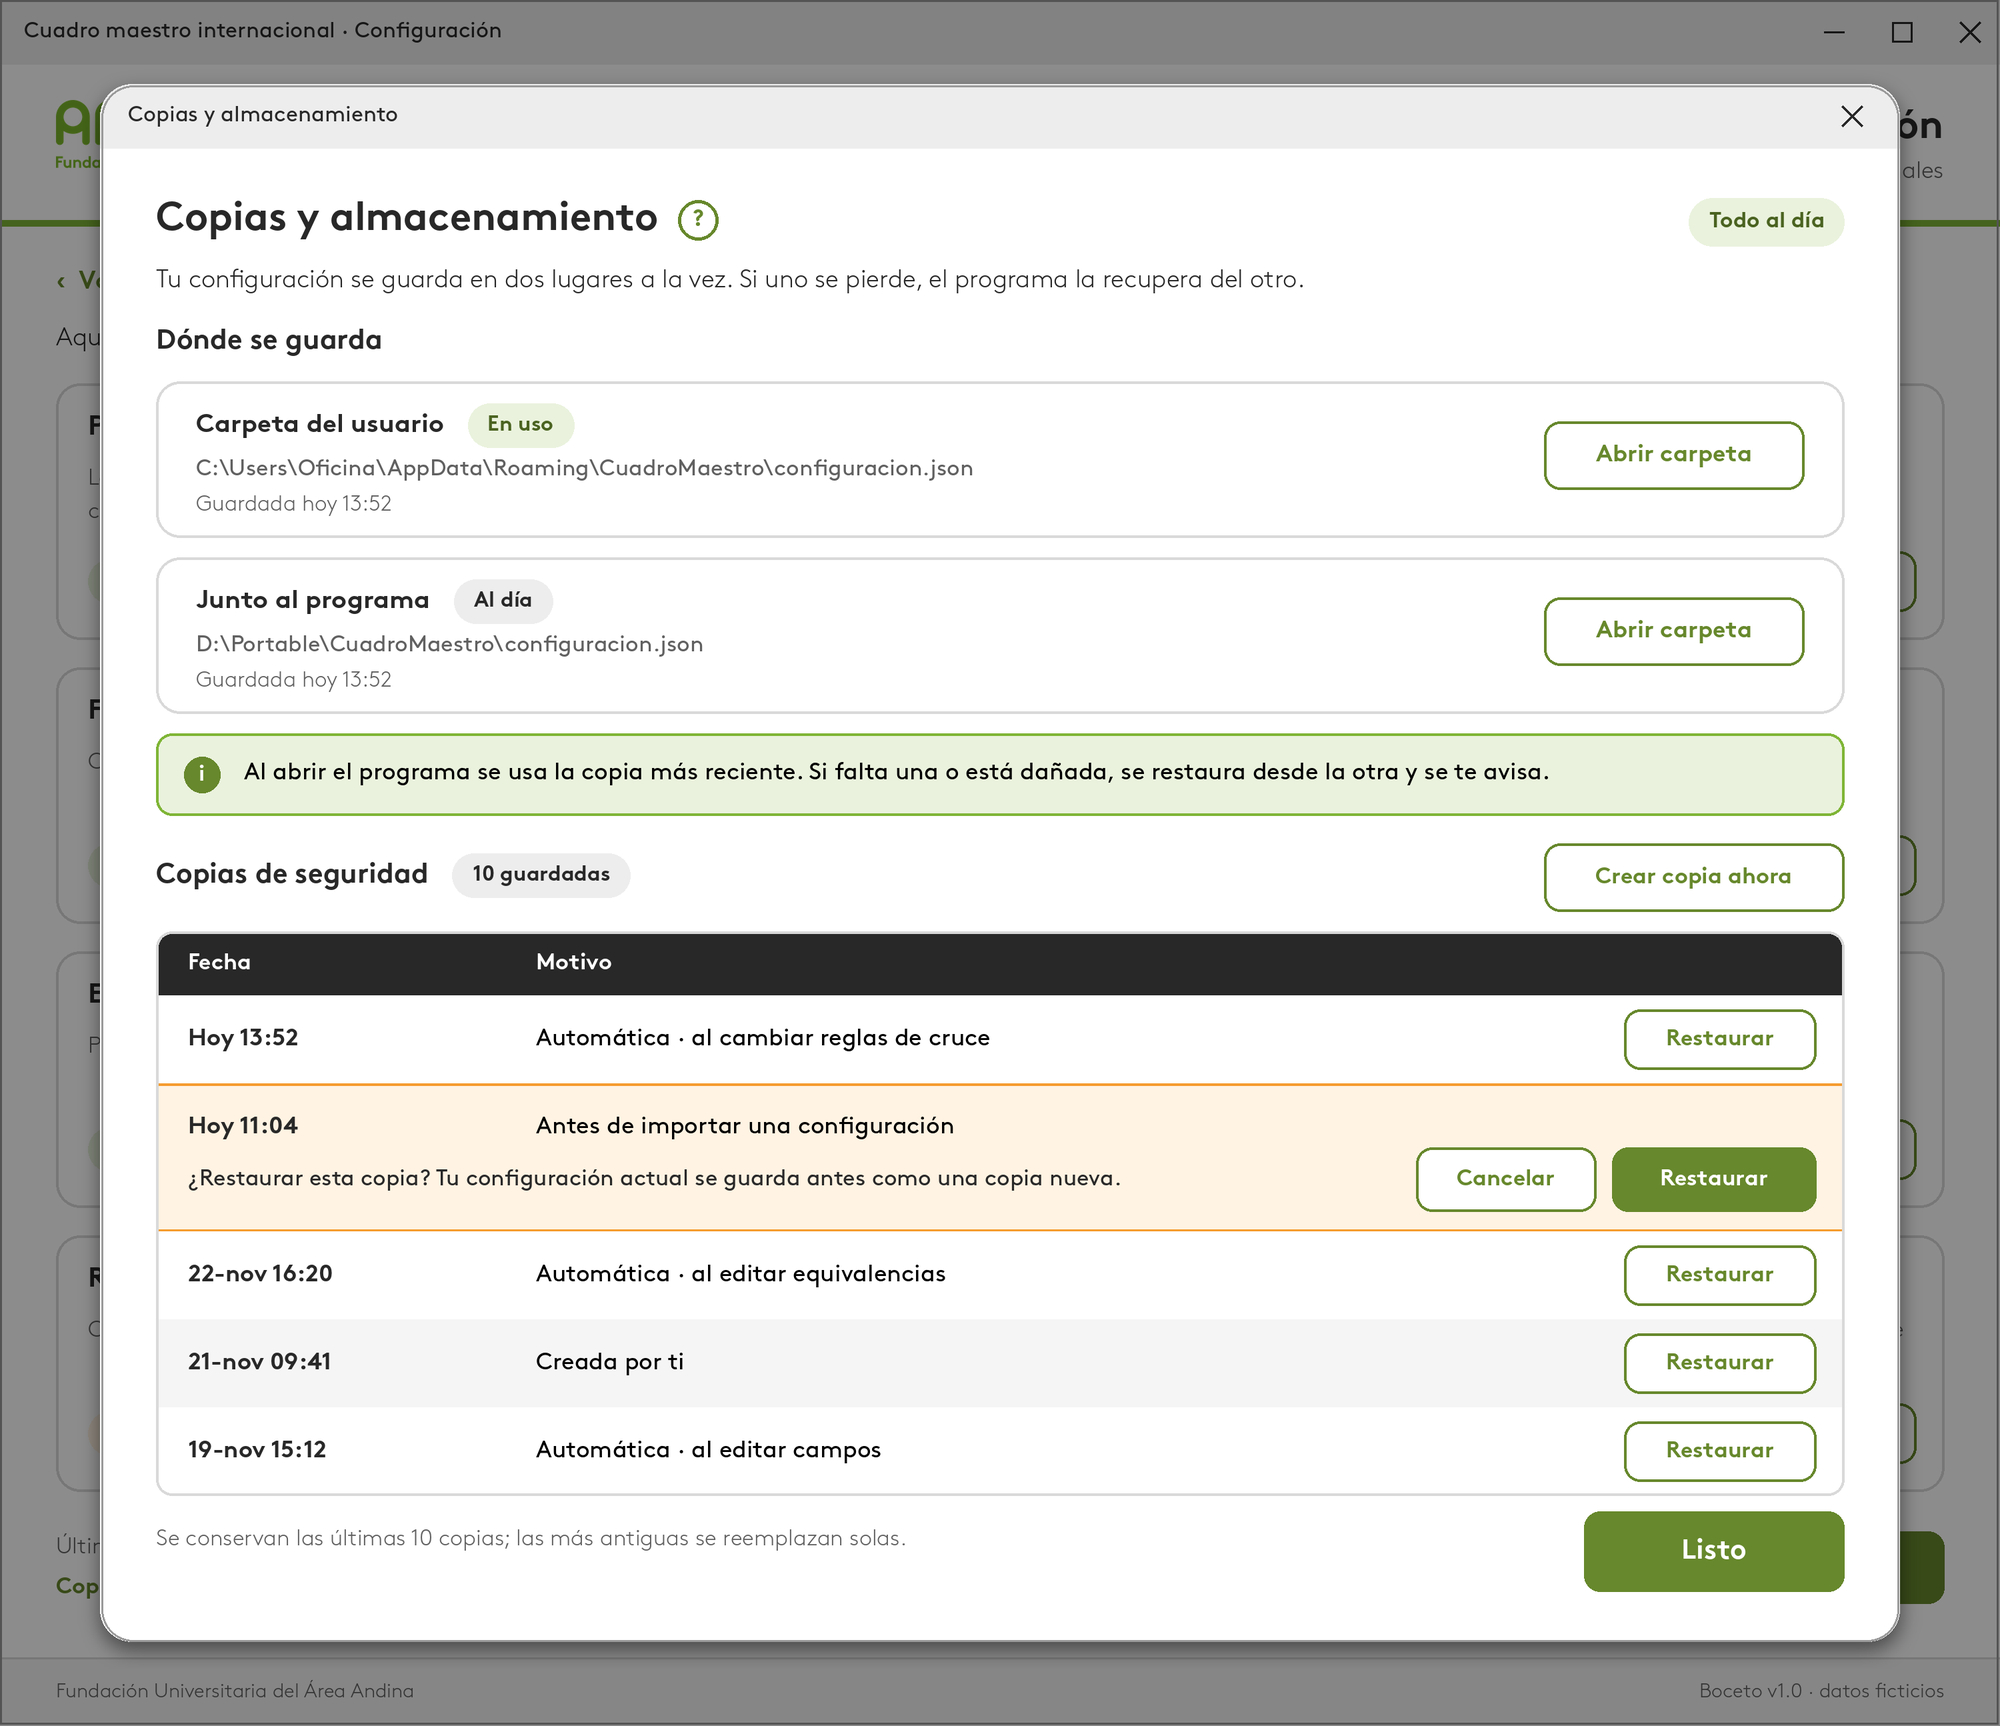 Cuadro maestro internacional · Configuración
Copias y almacenamiento
Funda
ón
ales
Copias y almacenamiento ?
Todo al día
Tu configuración se guarda en dos lugares a la vez. Si uno se pierde, el programa la recupera del otro.
Dónde se guarda
Carpeta del usuario En uso
C:\Users\Oficina\AppData\Roaming\CuadroMaestro\configuracion.json
Guardada hoy 13:52
Abrir carpeta
Junto al programa Al día
D:\Portable\CuadroMaestro\configuracion.json
Guardada hoy 13:52
Abrir carpeta
i Al abrir el programa se usa la copia más reciente. Si falta una o está dañada, se restaura desde la otra y se te avisa.
Copias de seguridad 10 guardadas
Crear copia ahora
Fecha Motivo
Hoy 13:52 Automática · al cambiar reglas de cruce Restaurar
Hoy 11:04 Antes de importar una configuración
¿Restaurar esta copia? Tu configuración actual se guarda antes como una copia nueva. Cancelar Restaurar
22-nov 16:20 Automática · al editar equivalencias Restaurar
21-nov 09:41 Creada por ti Restaurar
19-nov 15:12 Automática · al editar campos Restaurar
Se conservan las últimas 10 copias; las más antiguas se reemplazan solas.
Listo
Aqu
Cop
Fundación Universitaria del Área Andina
Boceto v1.0 · datos ficticios